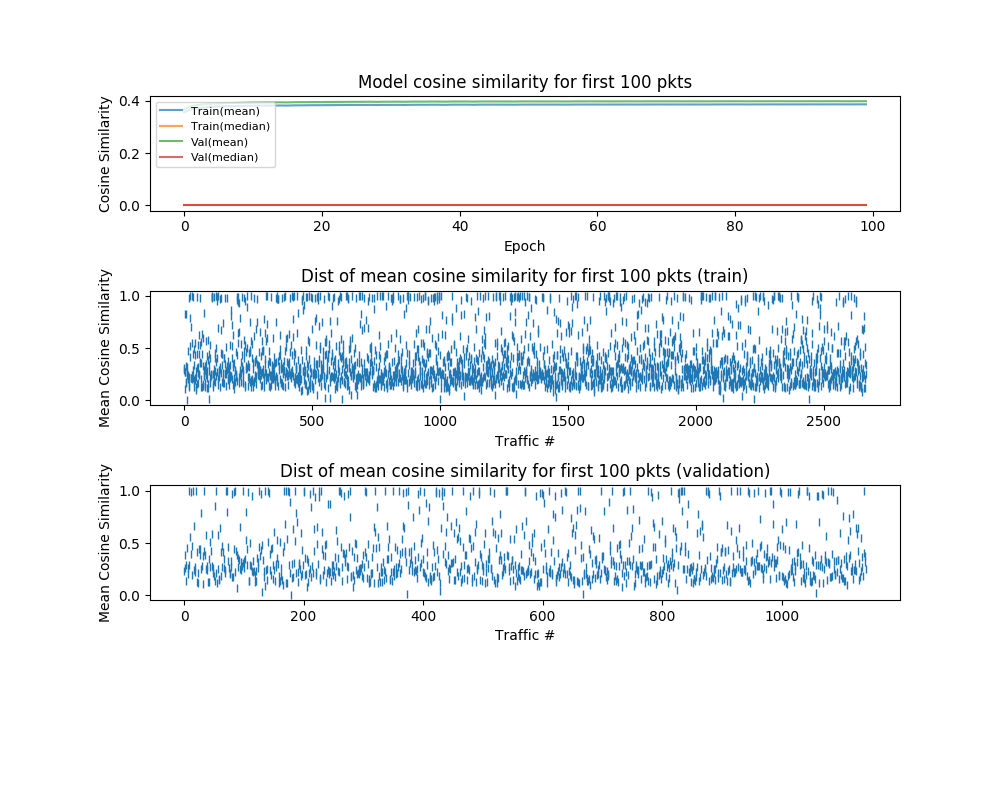 Model cosine similarity for first 100 pkts
Cosine Similarity
0.4
0.2
0.0
Train(mean)
Train(median)
Val(mean)
Val(median)
0 20 40 60 80 100
Epoch
Dist of mean cosine similarity for first 100 pkts (train)
Mean Cosine Similarity
1.0
0.5
0.0
0 500 1000 1500 2000 2500
Traffic #
Dist of mean cosine similarity for first 100 pkts (validation)
Mean Cosine Similarity
1.0
0.5
0.0
0 200 400 600 800 1000
Traffic #